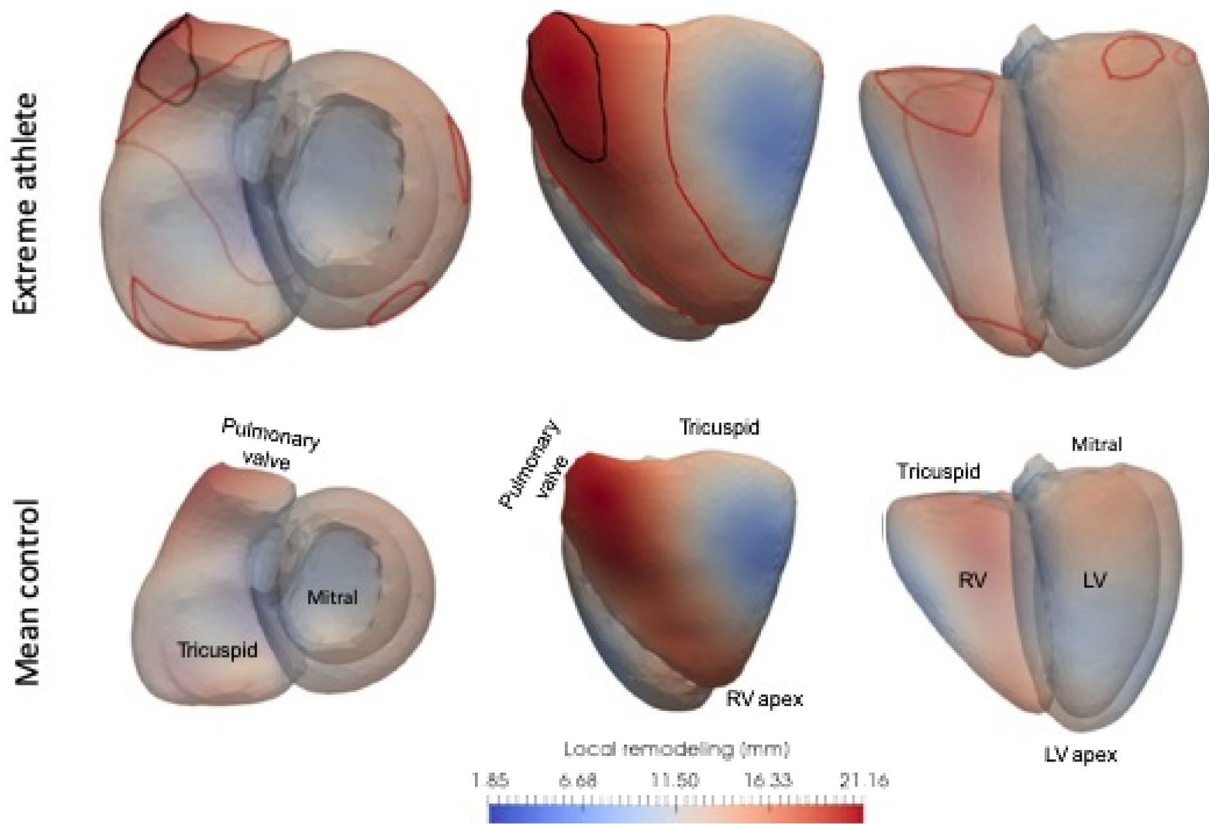 Extreme athlete
Pulmonary
valve
Tricuspid
Pulmonary
valve
Mitral
Tricuspid
Mean control
Mitral
RV
LV
Tricuspid
RV apex
LV apex
Local remodeling (mm)
1.85 6.68 11.50 16.33 21.16